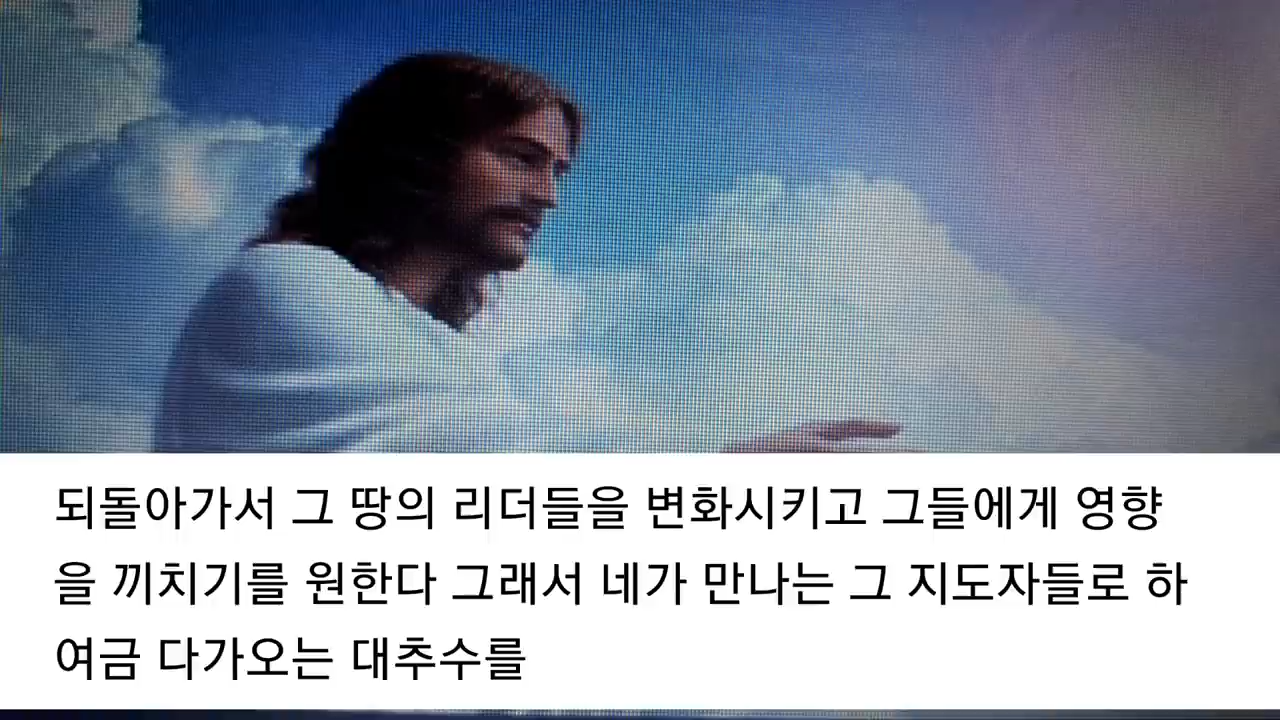 되돌아가서 그 땅의 리더들을 변화시키고 그들에게 영향
을 끼치기를 원한다 그래서 네가 만나는 그 지도자들로 하
여금 다가오는 대추수를